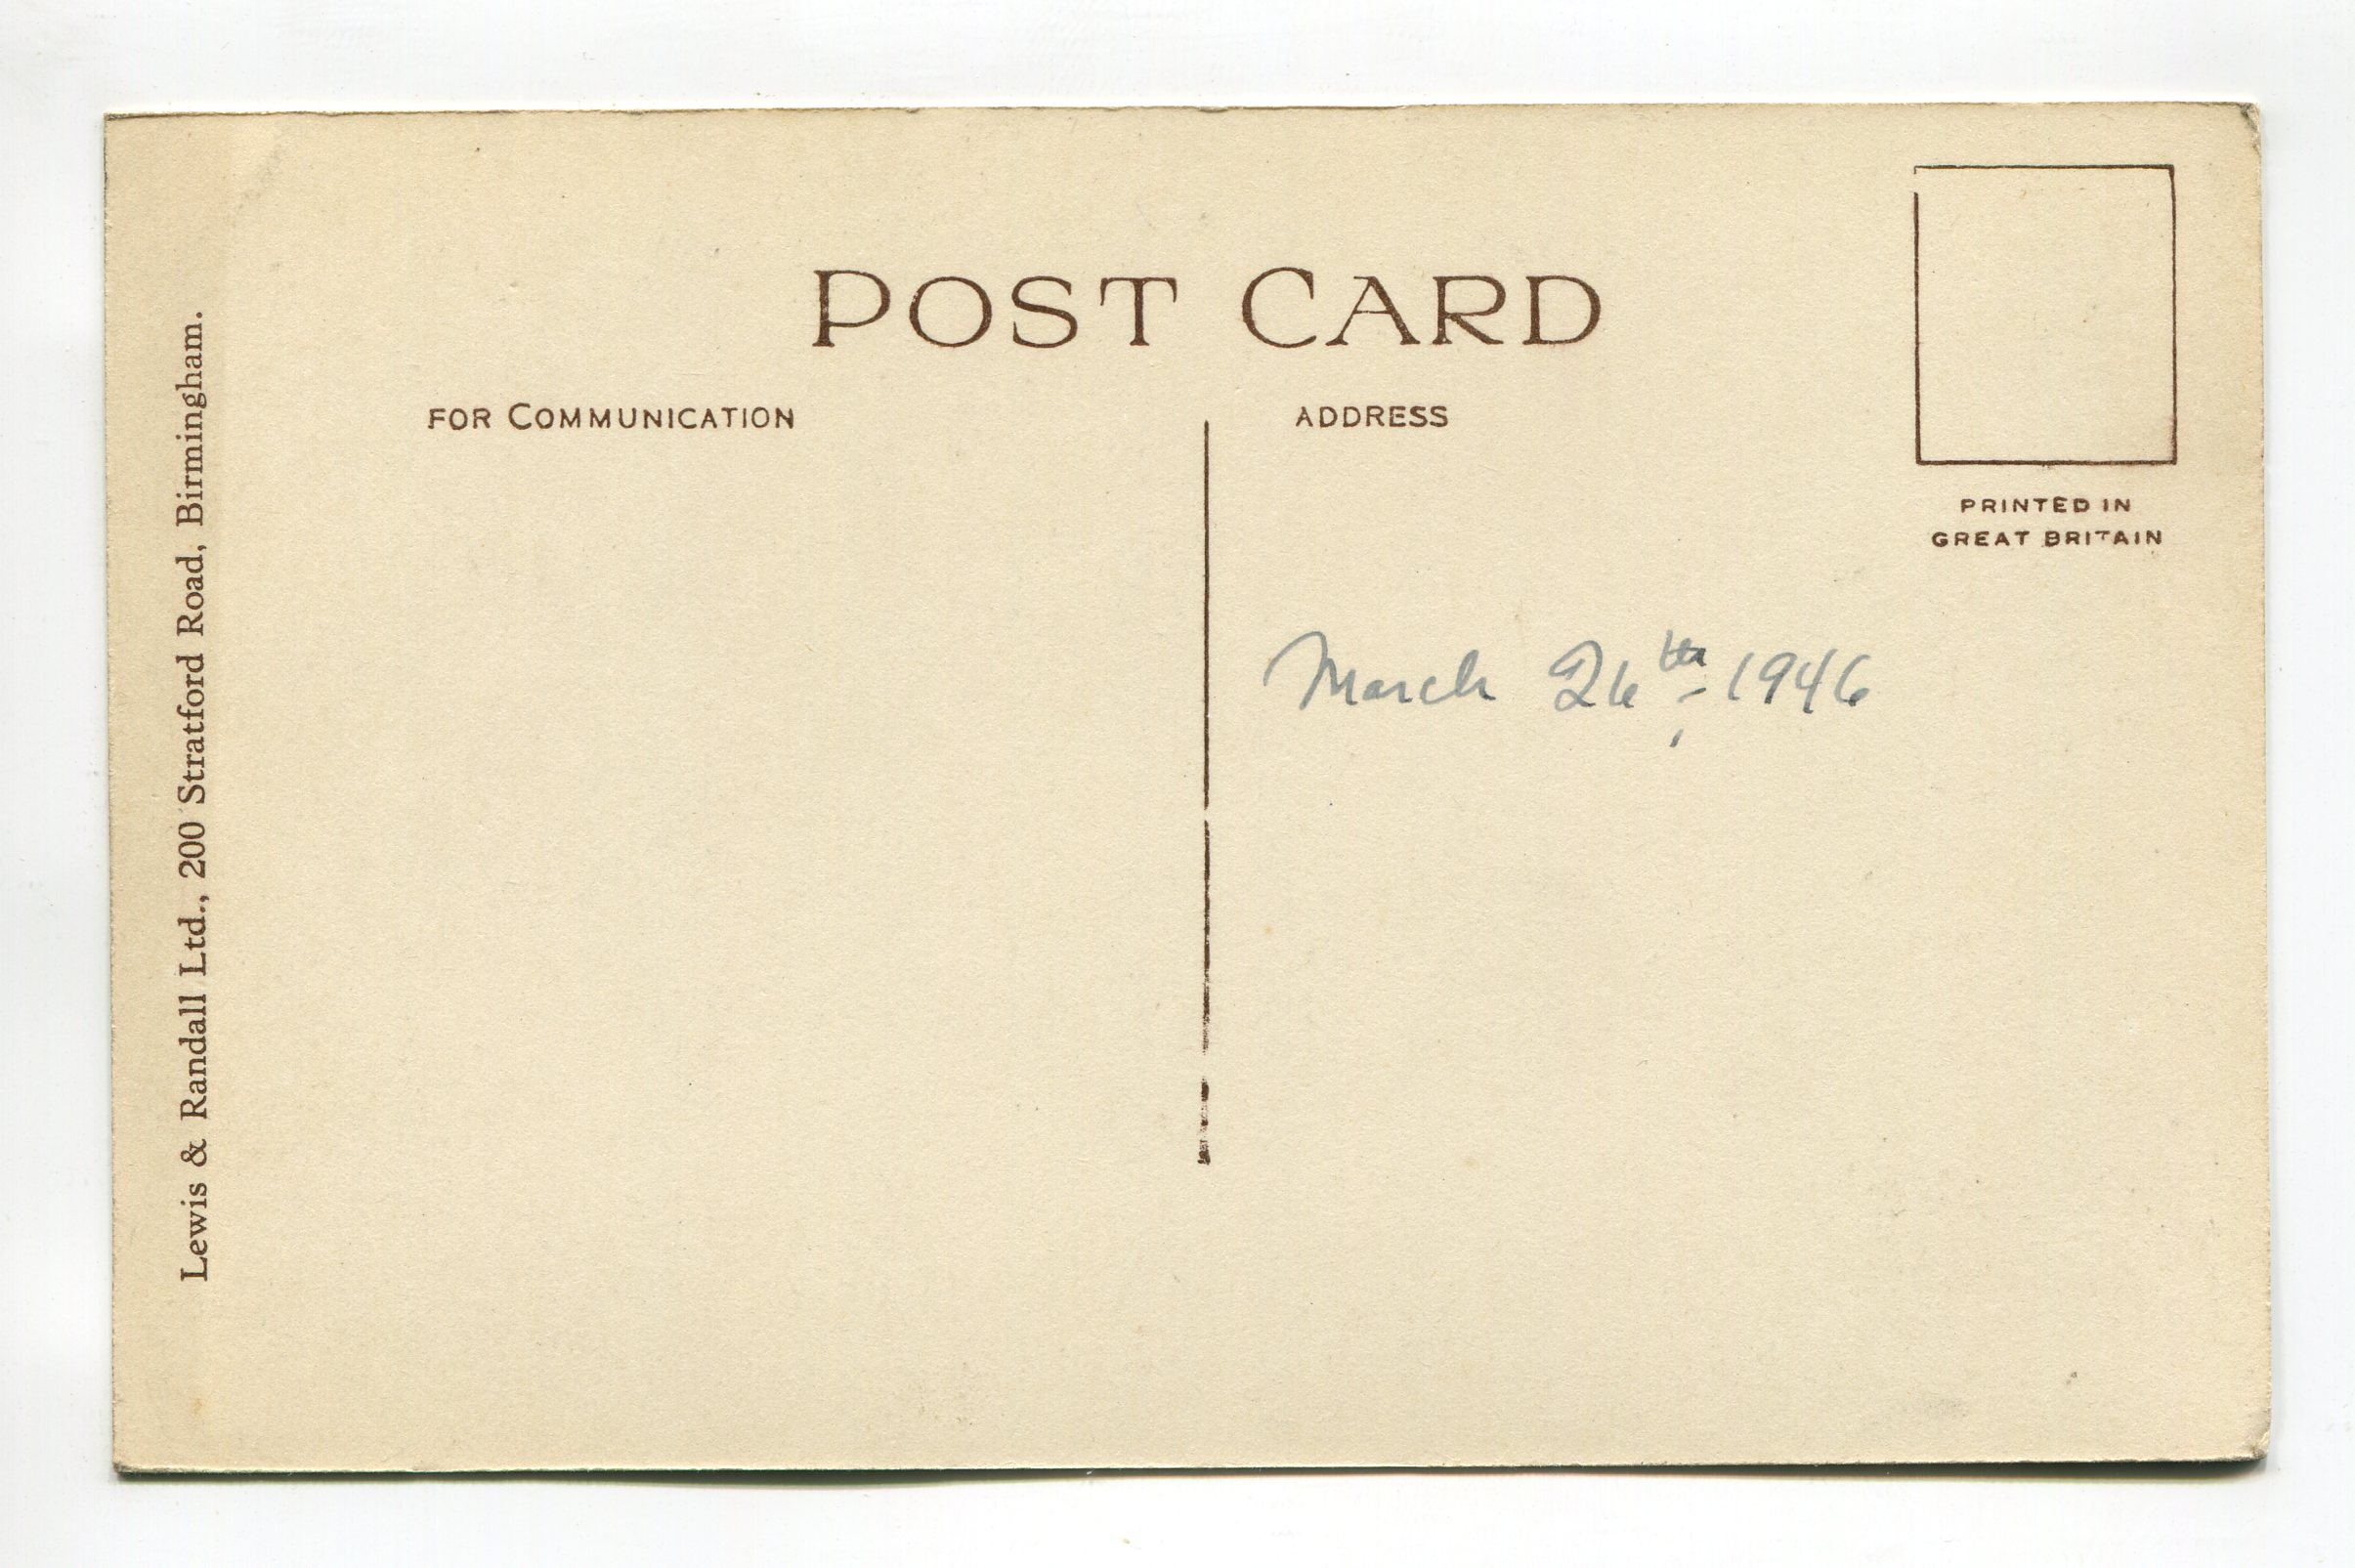 POST CARD
FOR COMMUNICATION
ADDRESS
PRINTED IN
GREAT BRITAIN
March 26th, 1946
Lewis & Randall Ltd., 200 Stratford Road, Birmingham.